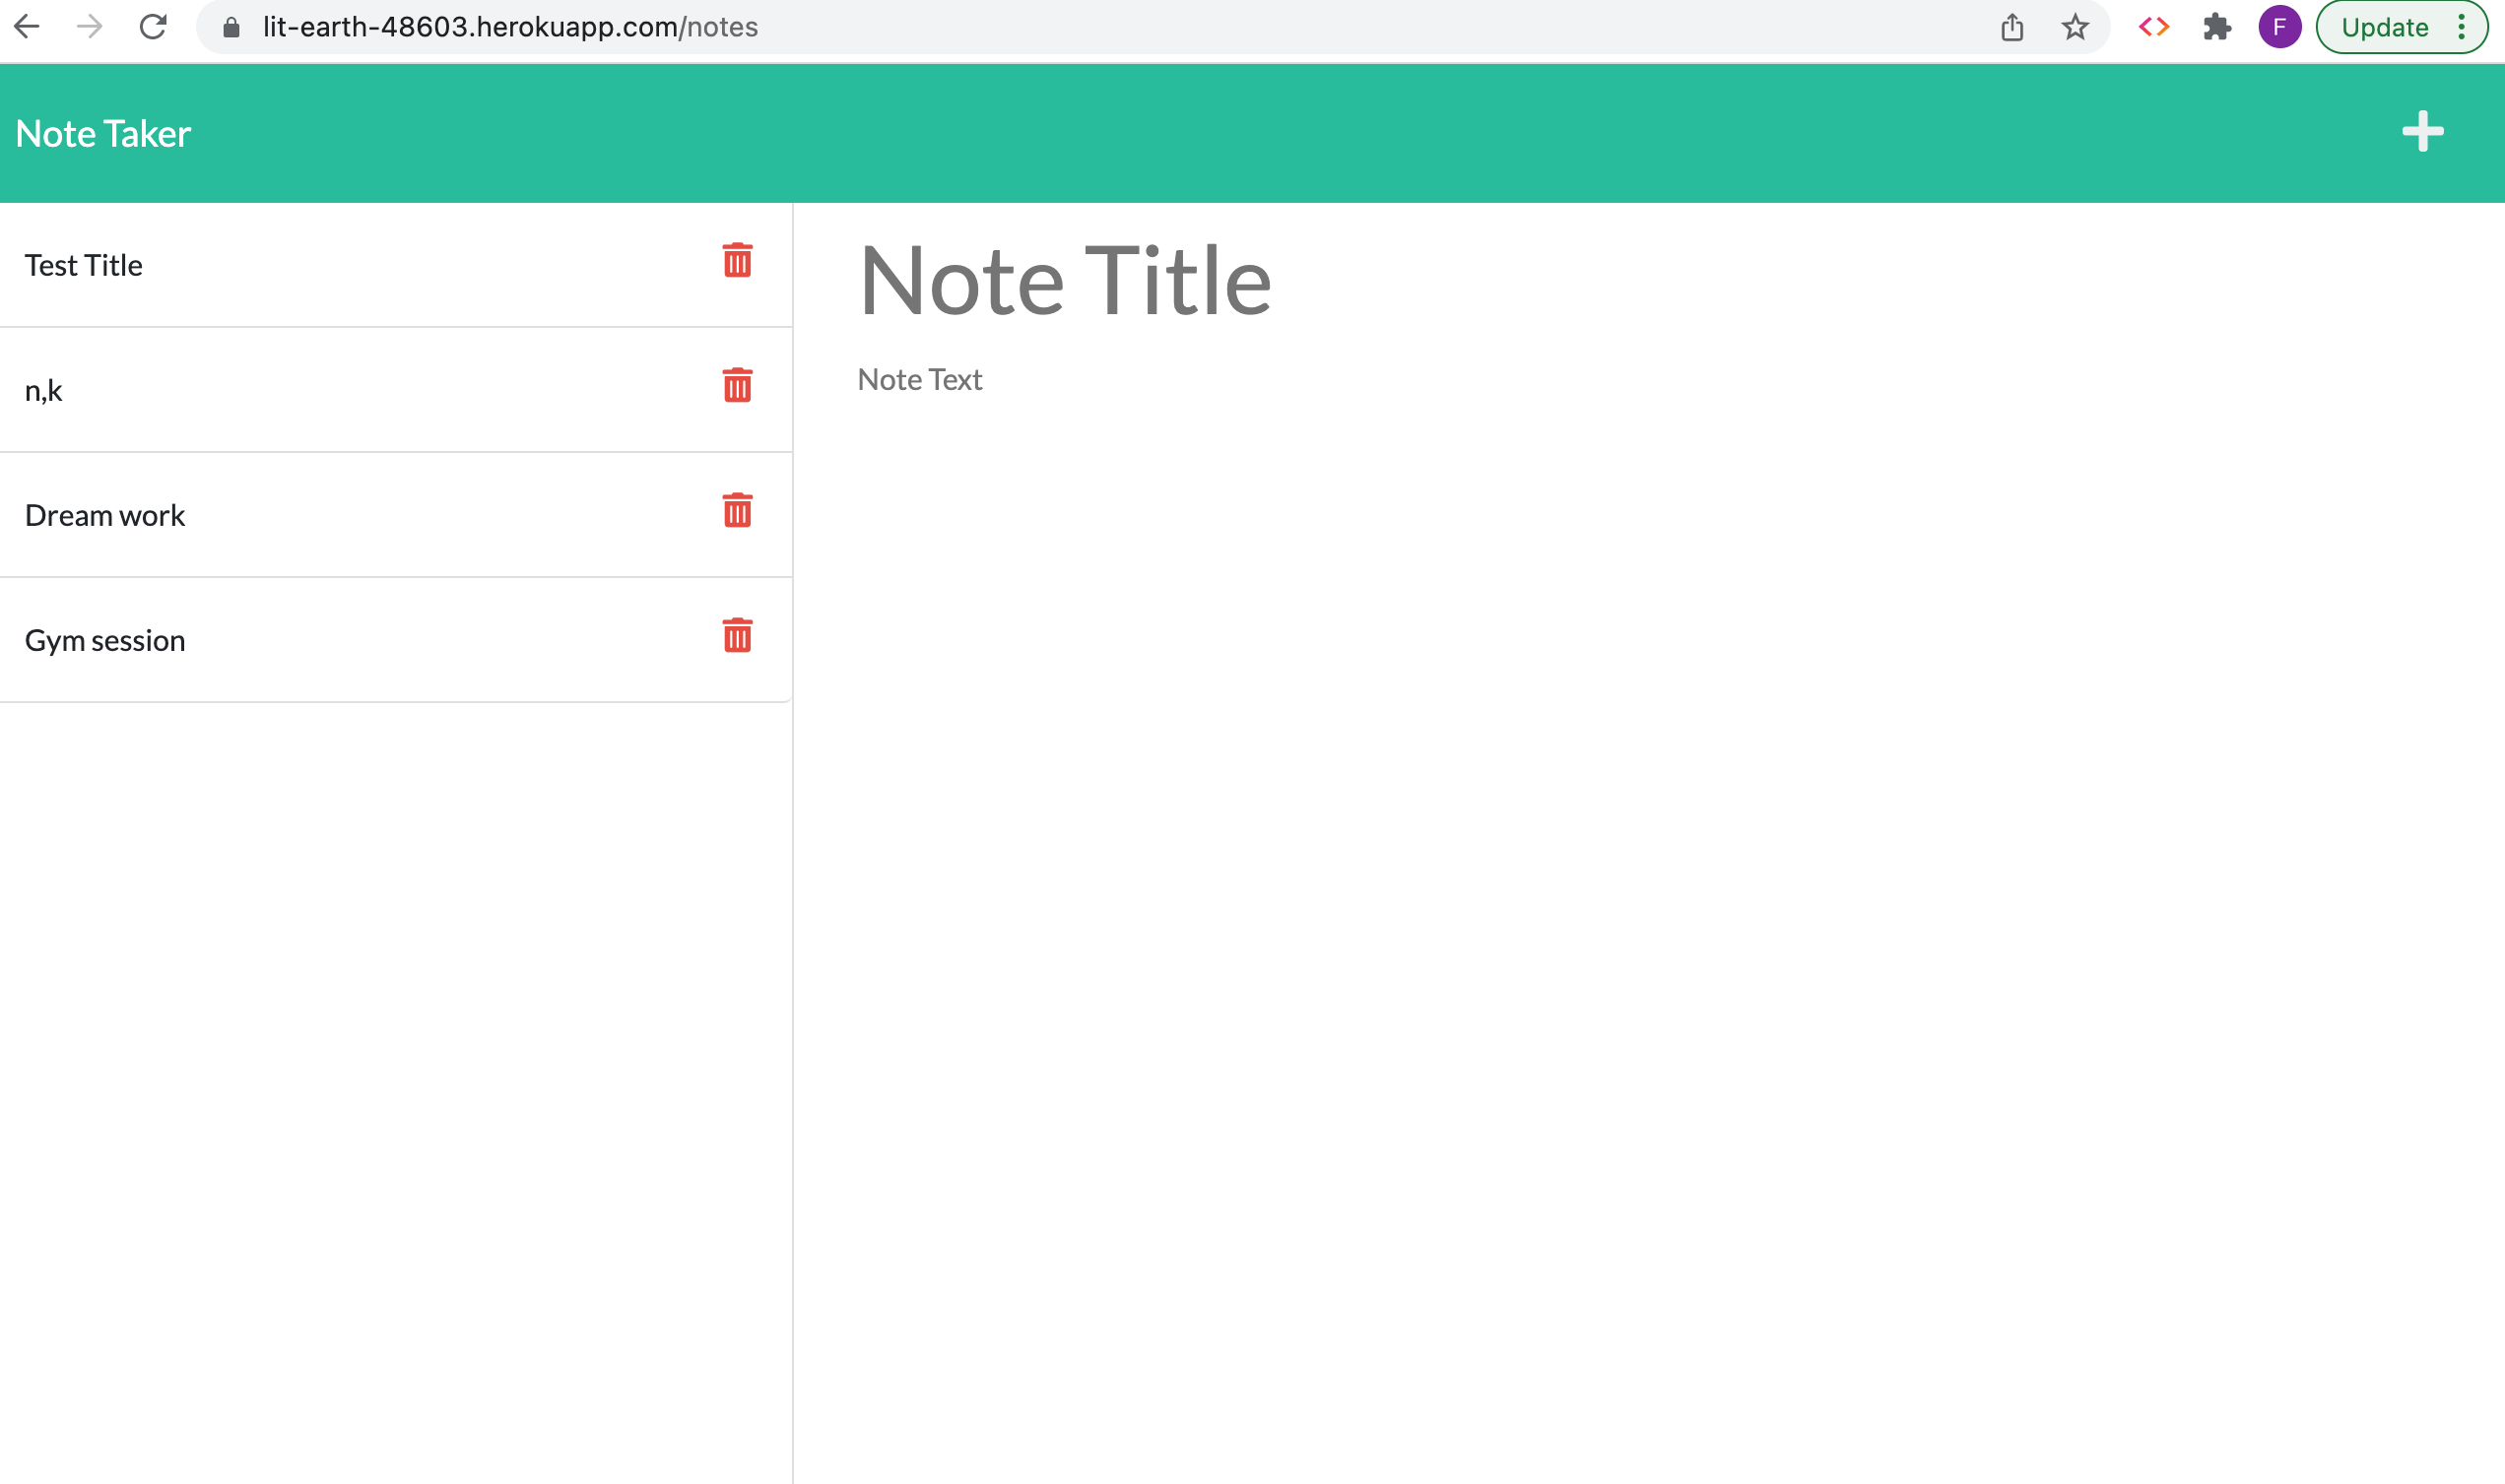 lit-earth-48603.herokuapp.com/notes
F
Update
Note Taker
Test Title
n,k
Dream work
Gym session
Note Title
Note Text